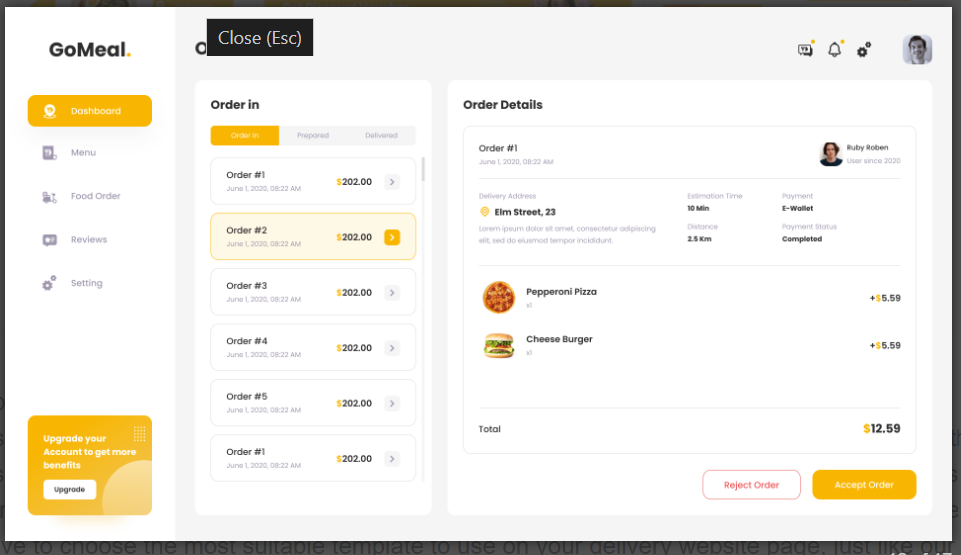 GoMeal.
Close (Esc)
Dashboard
Menu
Food Order
Reviews
Setting
Upgrade your
Account to get more
benefits
Upgrade
Order in
Order In Prepared Delivered
Order #1
June 1, 2020, 08:22 AM
$202.00
Order #2
June 1, 2020, 08:22 AM
$202.00
Order #3
June 1, 2020, 08:22 AM
$202.00
Order #4
June 1, 2020, 08:22 AM
$202.00
Order #5
June 1, 2020, 08:22 AM
$202.00
Order #1
June 1, 2020, 08:22 AM
$202.00
Order Details
Order #1
June 1, 2020, 08:22 AM
Ruby Roben
User since 2020
Delivery Address
Elm Street, 23
Lorem ipsum dolor sit amet, consectetur adipiscing
elit, sed do eiusmod tempor incididunt.
Estimation Time
10 Min
Distance
2.5 Km
Payment
E-Wallet
Payment Status
Completed
Pepperoni Pizza
x1
+$5.59
Cheese Burger
x1
+$5.59
Total
$12.59
Reject Order
Accept Order
ve to choose the most suitable template to use on your delivery website page. Just like our